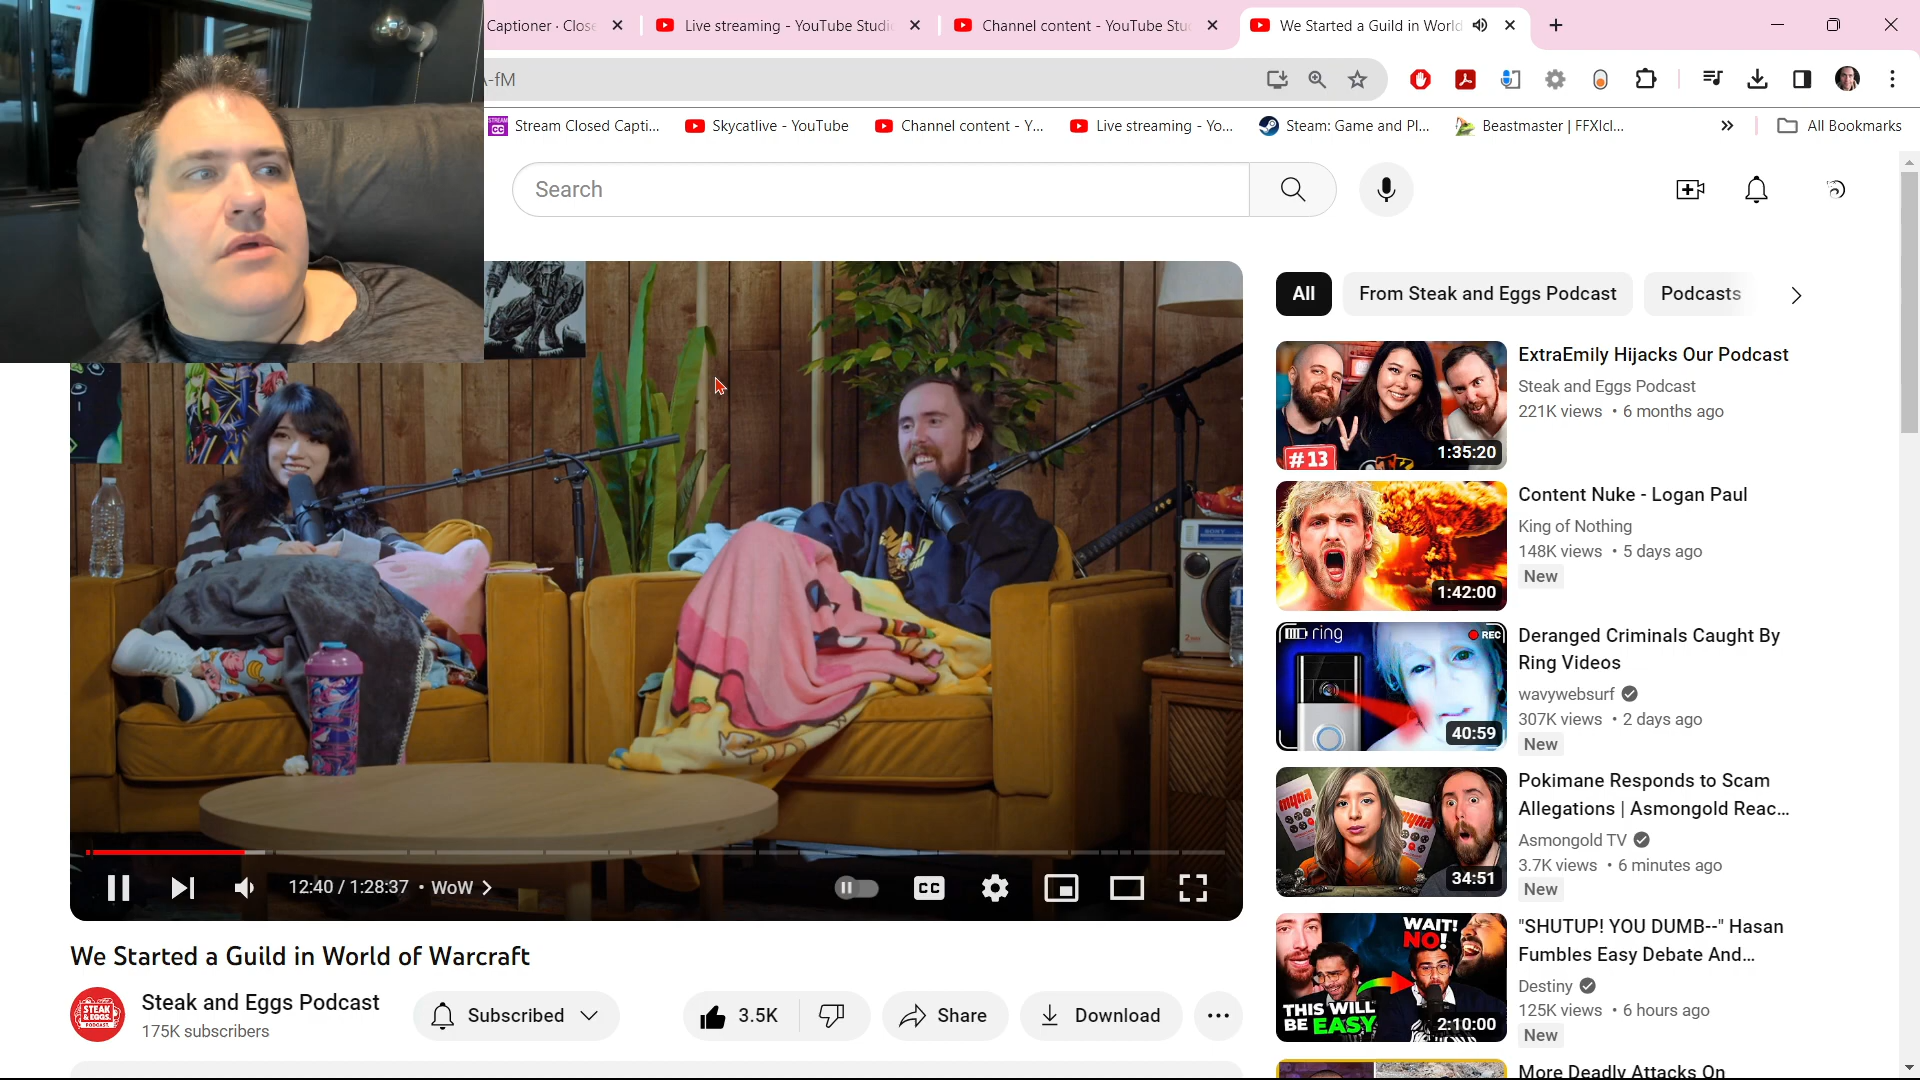 Captioner · Close
Live streaming - YouTube Studi
Channel content - YouTube Stu
We Started a Guild in World
-fM
Stream Closed Capti...
Skycatlive - YouTube
Channel content - Y...
Live streaming - Yo...
Steam: Game and Pl...
Beastmaster | FFXIcl...
All Bookmarks
Search
All
From Steak and Eggs Podcast
Podcasts
#13
1:35:20
ExtraEmily Hijacks Our Podcast
Steak and Eggs Podcast
221K views • 6 months ago
1:42:00
Content Nuke - Logan Paul
King of Nothing
148K views • 5 days ago
New
ring
REC
40:59
Deranged Criminals Caught By
Ring Videos
wavywebsurf
307K views • 2 days ago
New
myna
34:51
Pokimane Responds to Scam
Allegations | Asmongold Reac...
Asmongold TV
3.7K views • 6 minutes ago
New
WAIT!
NO!
THIS WILL
BE EASY
2:10:00
"SHUTUP! YOU DUMB--" Hasan
Fumbles Easy Debate And...
Destiny
125K views • 6 hours ago
New
More Deadly Attacks On
SONY
12:40 / 1:28:37 • WoW
CC
We Started a Guild in World of Warcraft
STEAK
& EGGS
PODCAST
Steak and Eggs Podcast
175K subscribers
Subscribed
3.5K
Share
Download